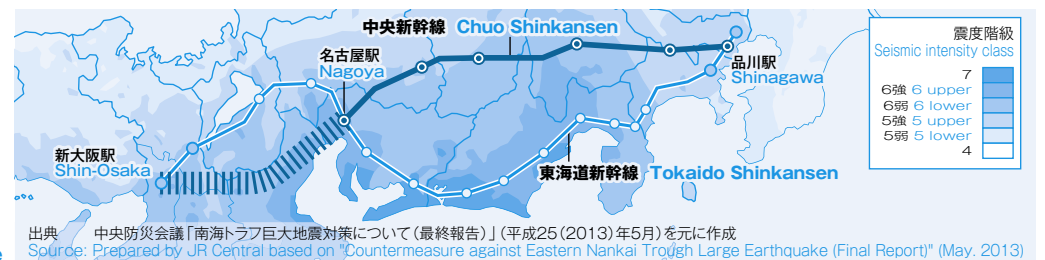 中央新幹線 Chuo Shinkansen
名古屋駅
Nagoya
品川駅
Shinagawa
新大阪駅
Shin-Osaka
東海道新幹線 Tokaido Shinkansen
震度階級
Seismic intensity class
7
6強 6 upper
6弱 6 lower
5強 5 upper
5弱 5 lower
4
出典 中央防災会議「南海トラフ巨大地震対策について（最終報告）」（平成25（2013）年5月）を元に作成
Source: Prepared by JR Central based on "Countermeasure against Eastern Nankai Trough Large Earthquake (Final Report)" (May. 2013)